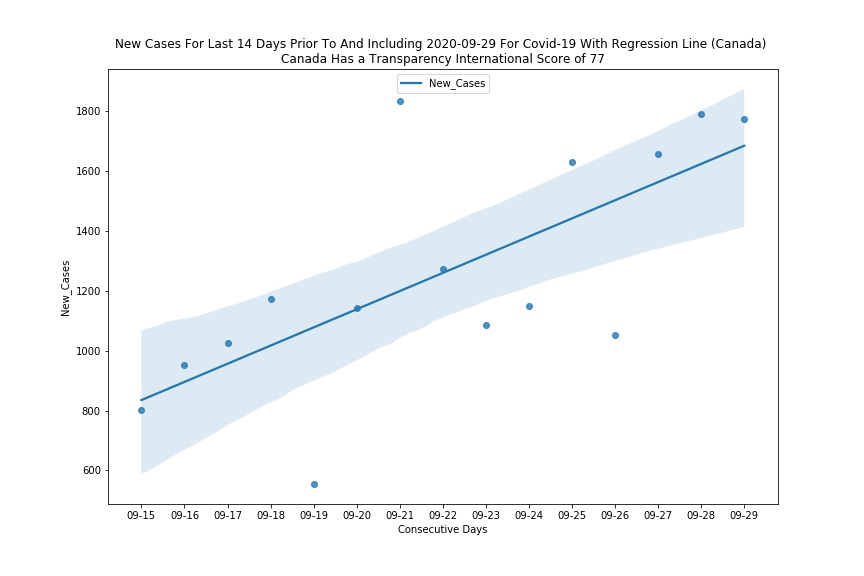 New Cases For Last 14 Days Prior To And Including 2020-09-29 For Covid-19 With Regression Line (Canada)
Canada Has a Transparency International Score of 77
New_Cases
1800
1600
1400
1200
1000
800
600
New_Cases
09-15 09-16 09-17 09-18 09-19 09-20 09-21 09-22 09-23 09-24 09-25 09-26 09-27 09-28 09-29
Consecutive Days